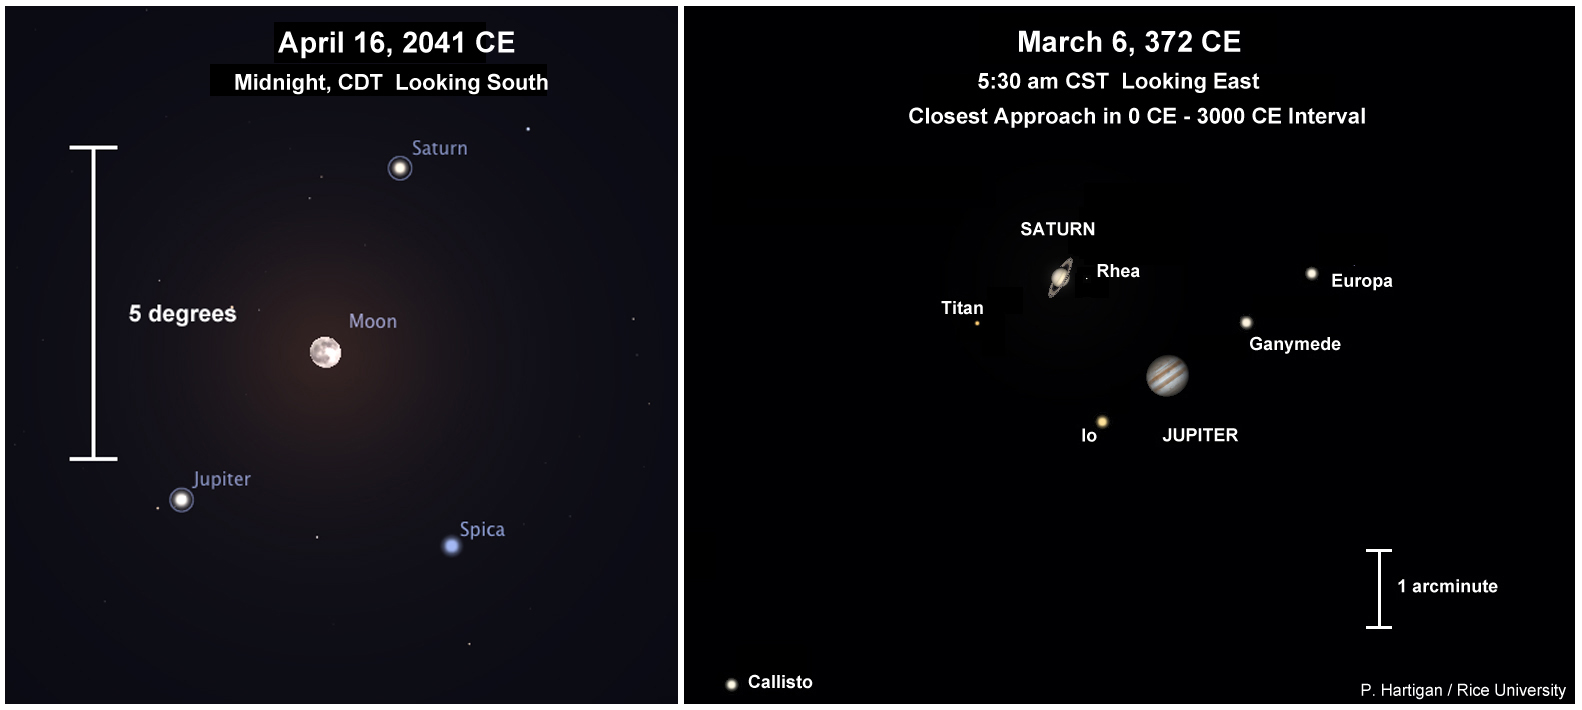 April 16, 2041 CE
Midnight, CDT Looking South
Saturn
5 degrees
Moon
Jupiter
Spica
March 6, 372 CE
5:30 am CST Looking East
Closest Approach in 0 CE - 3000 CE Interval
SATURN
Rhea
Europa
Titan
Ganymede
Io
JUPITER
1 arcminute
Callisto
P. Hartigan / Rice University